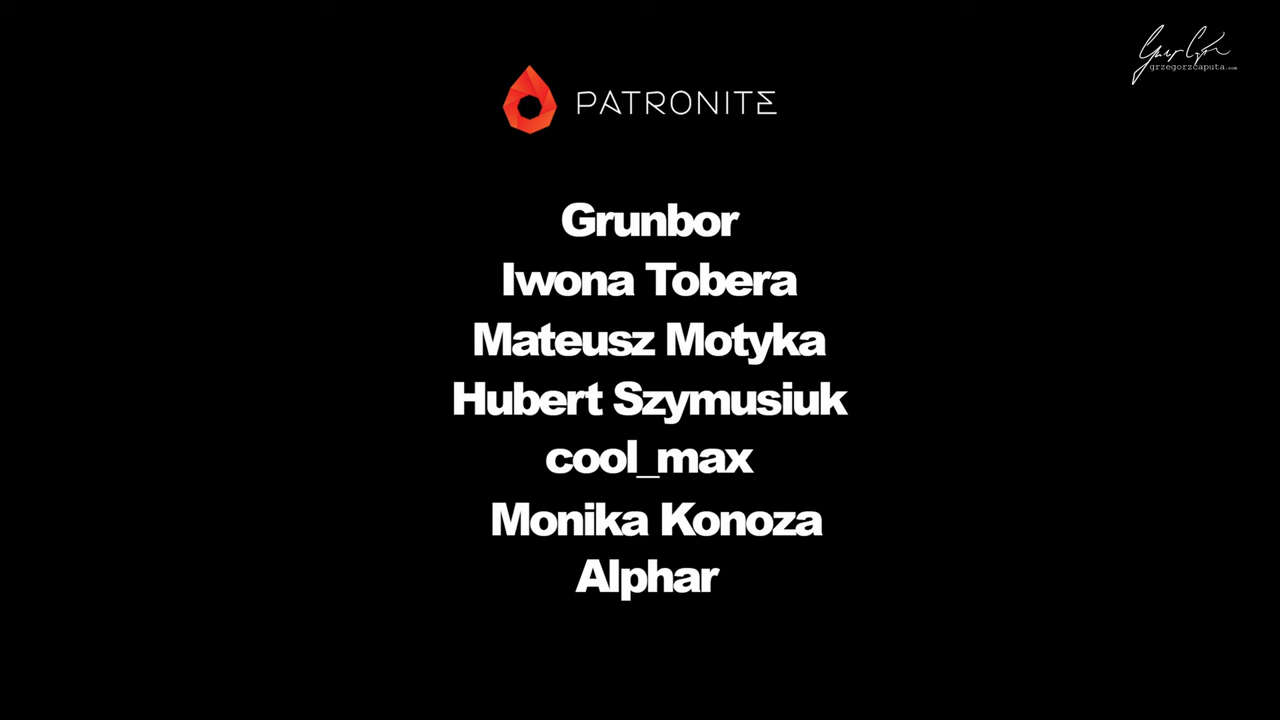 grzegorzcaputa.com
PATRONITE
Grunbor
Iwona Tobera
Mateusz Motyka
Hubert Szymusiuk
cool_max
Monika Konoza
Alphar